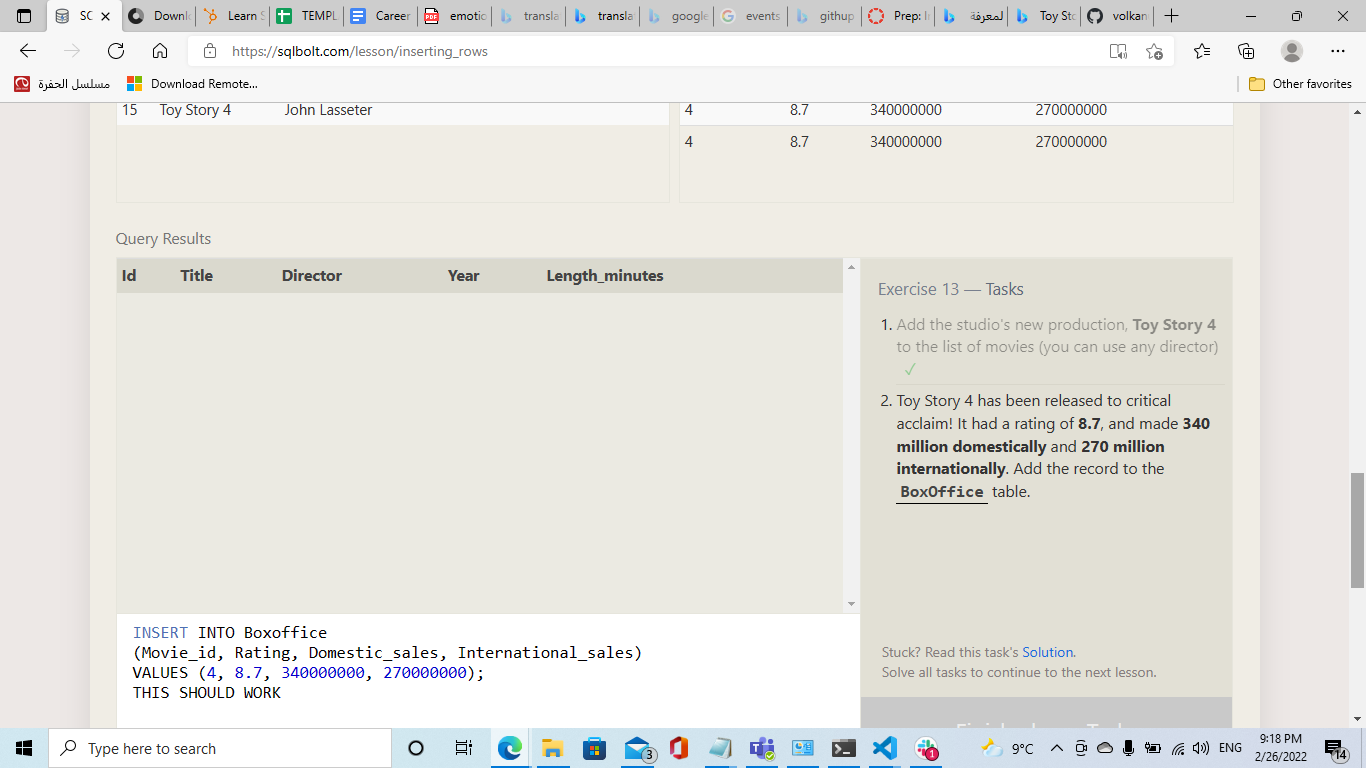 SC
Downl
Learn S
TEMPL
Career
emotio
transla
translat
google
events
githup
Prep: I
لمعرفة
Toy Sto
volkan
https://sqlbolt.com/lesson/inserting_rows
مسلسل الحفرة
Download Remote...
Other favorites
15 Toy Story 4 John Lasseter
4 8.7 340000000 270000000
4 8.7 340000000 270000000
Query Results
Id Title Director Year Length_minutes
Exercise 13 — Tasks
1. Add the studio's new production, Toy Story 4
to the list of movies (you can use any director)
✓
2. Toy Story 4 has been released to critical
acclaim! It had a rating of 8.7, and made 340
million domestically and 270 million
internationally. Add the record to the
BoxOffice table.
INSERT INTO Boxoffice
(Movie_id, Rating, Domestic_sales, International_sales)
VALUES (4, 8.7, 340000000, 270000000);
THIS SHOULD WORK
Stuck? Read this task's Solution.
Solve all tasks to continue to the next lesson.
Type here to search
3
1
9°C
ENG
9:18 PM
2/26/2022
14